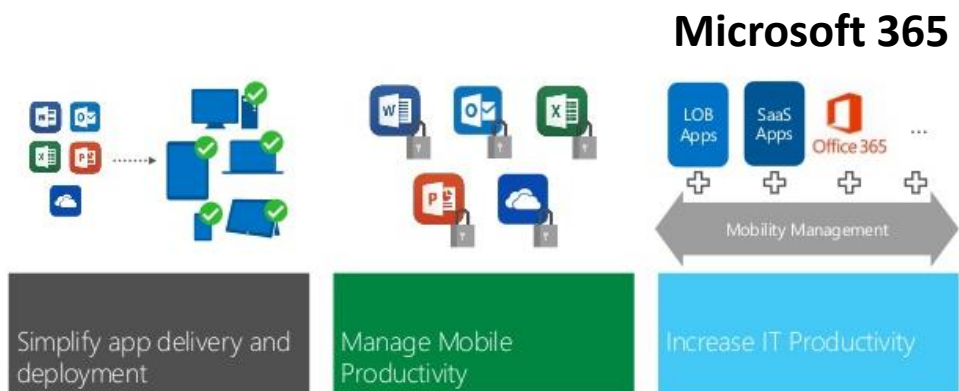 Microsoft 365
W
O
X
P
W
O
X
P
LOB
Apps
SaaS
Apps
Office 365
...
Mobility Management
Simplify app delivery and
deployment
Manage Mobile
Productivity
Increase IT Productivity